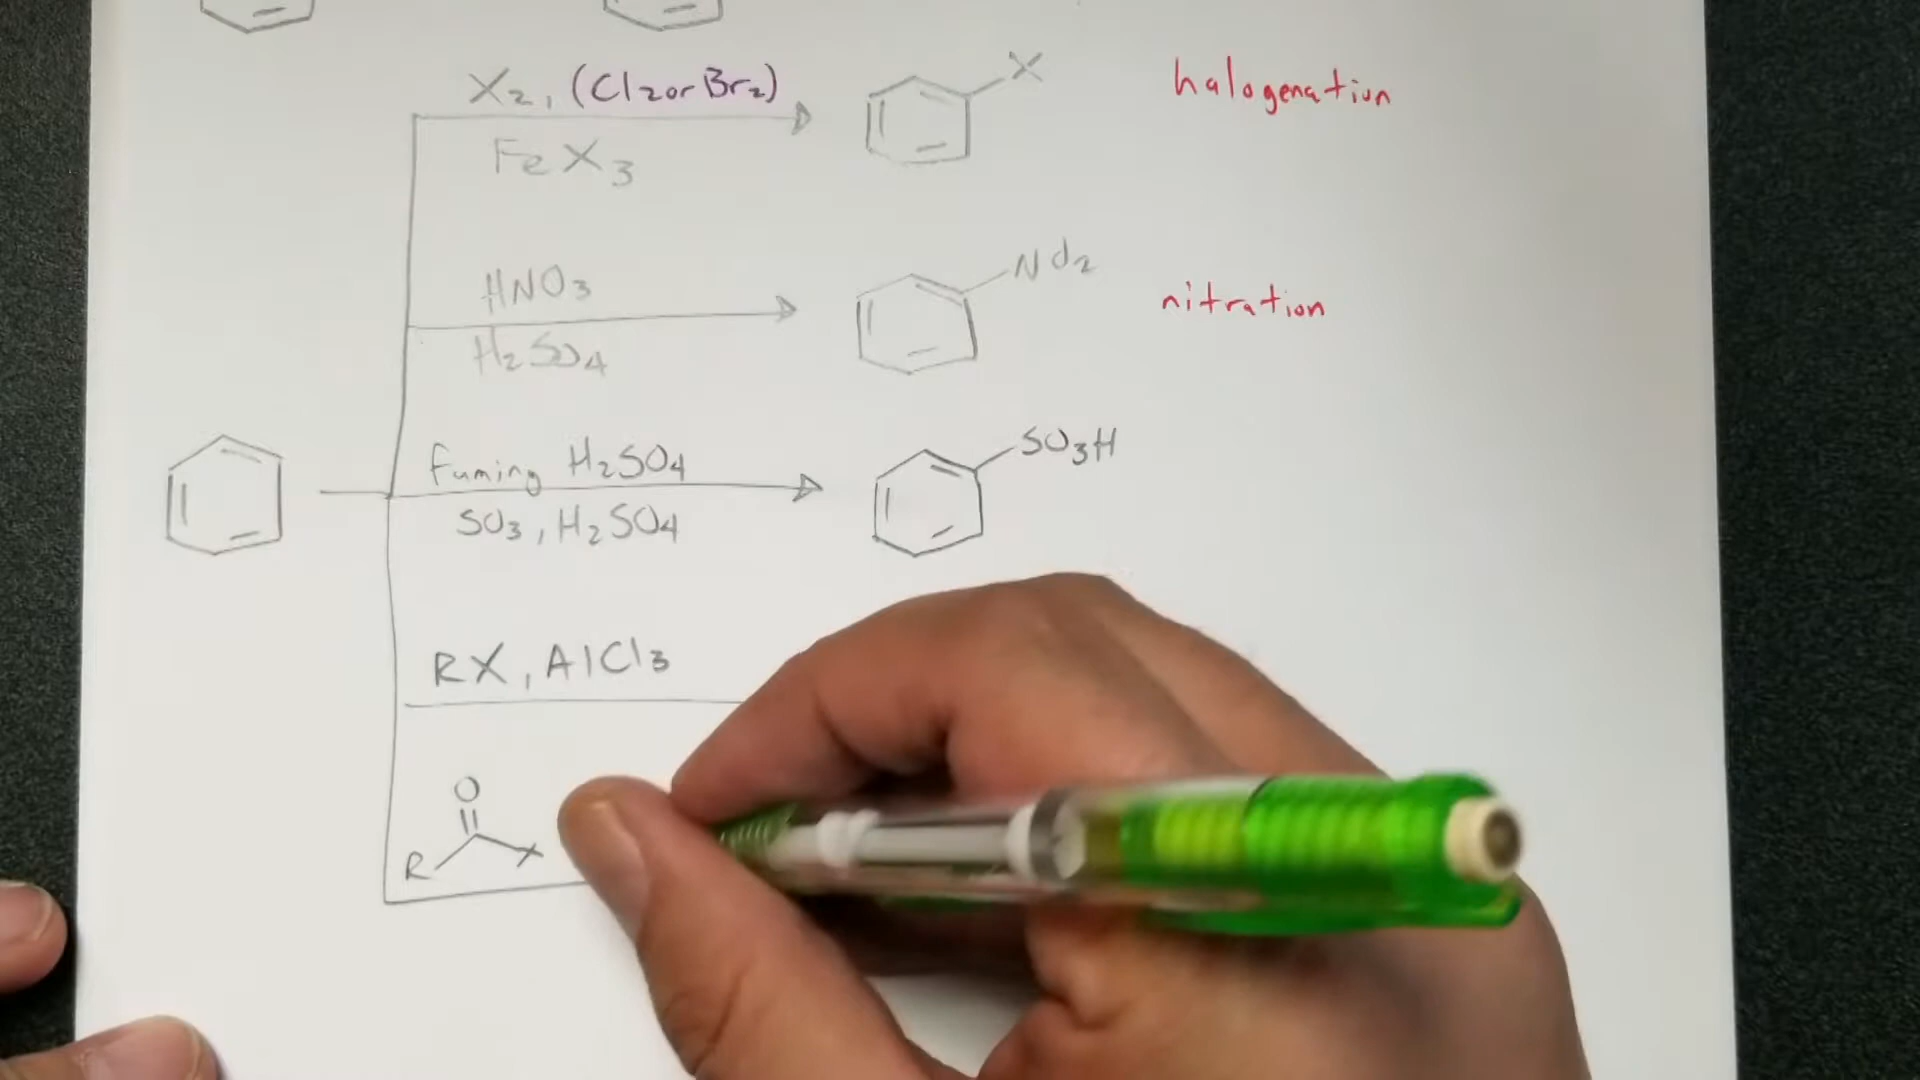 X2, (Cl2 or Br2)
FeX3
X
halogenation
HNO3
H2SO4
NO2
nitration
Fuming H2SO4
SO3, H2SO4
SO3H
RX, AlCl3
O
R X